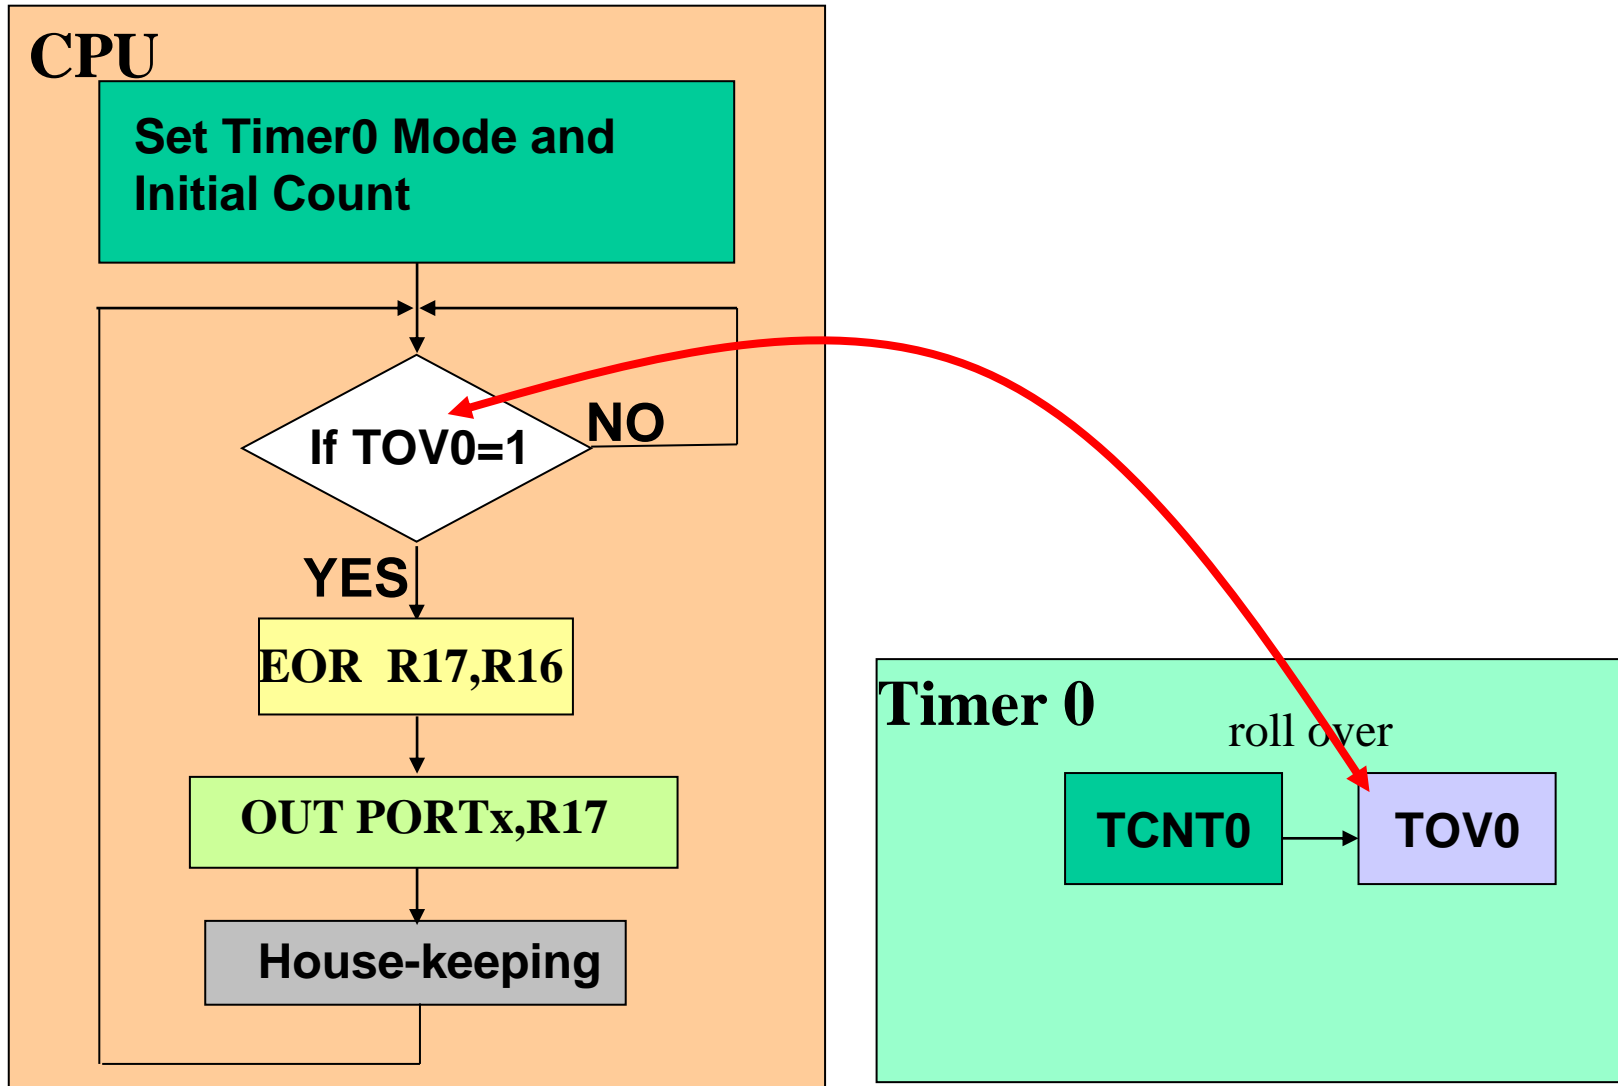 CPU
Set Timer0 Mode and
Initial Count
If TOV0=1
NO
YES
EOR R17,R16
OUT PORTx,R17
House-keeping
Timer 0
roll over
TCNT0
TOV0